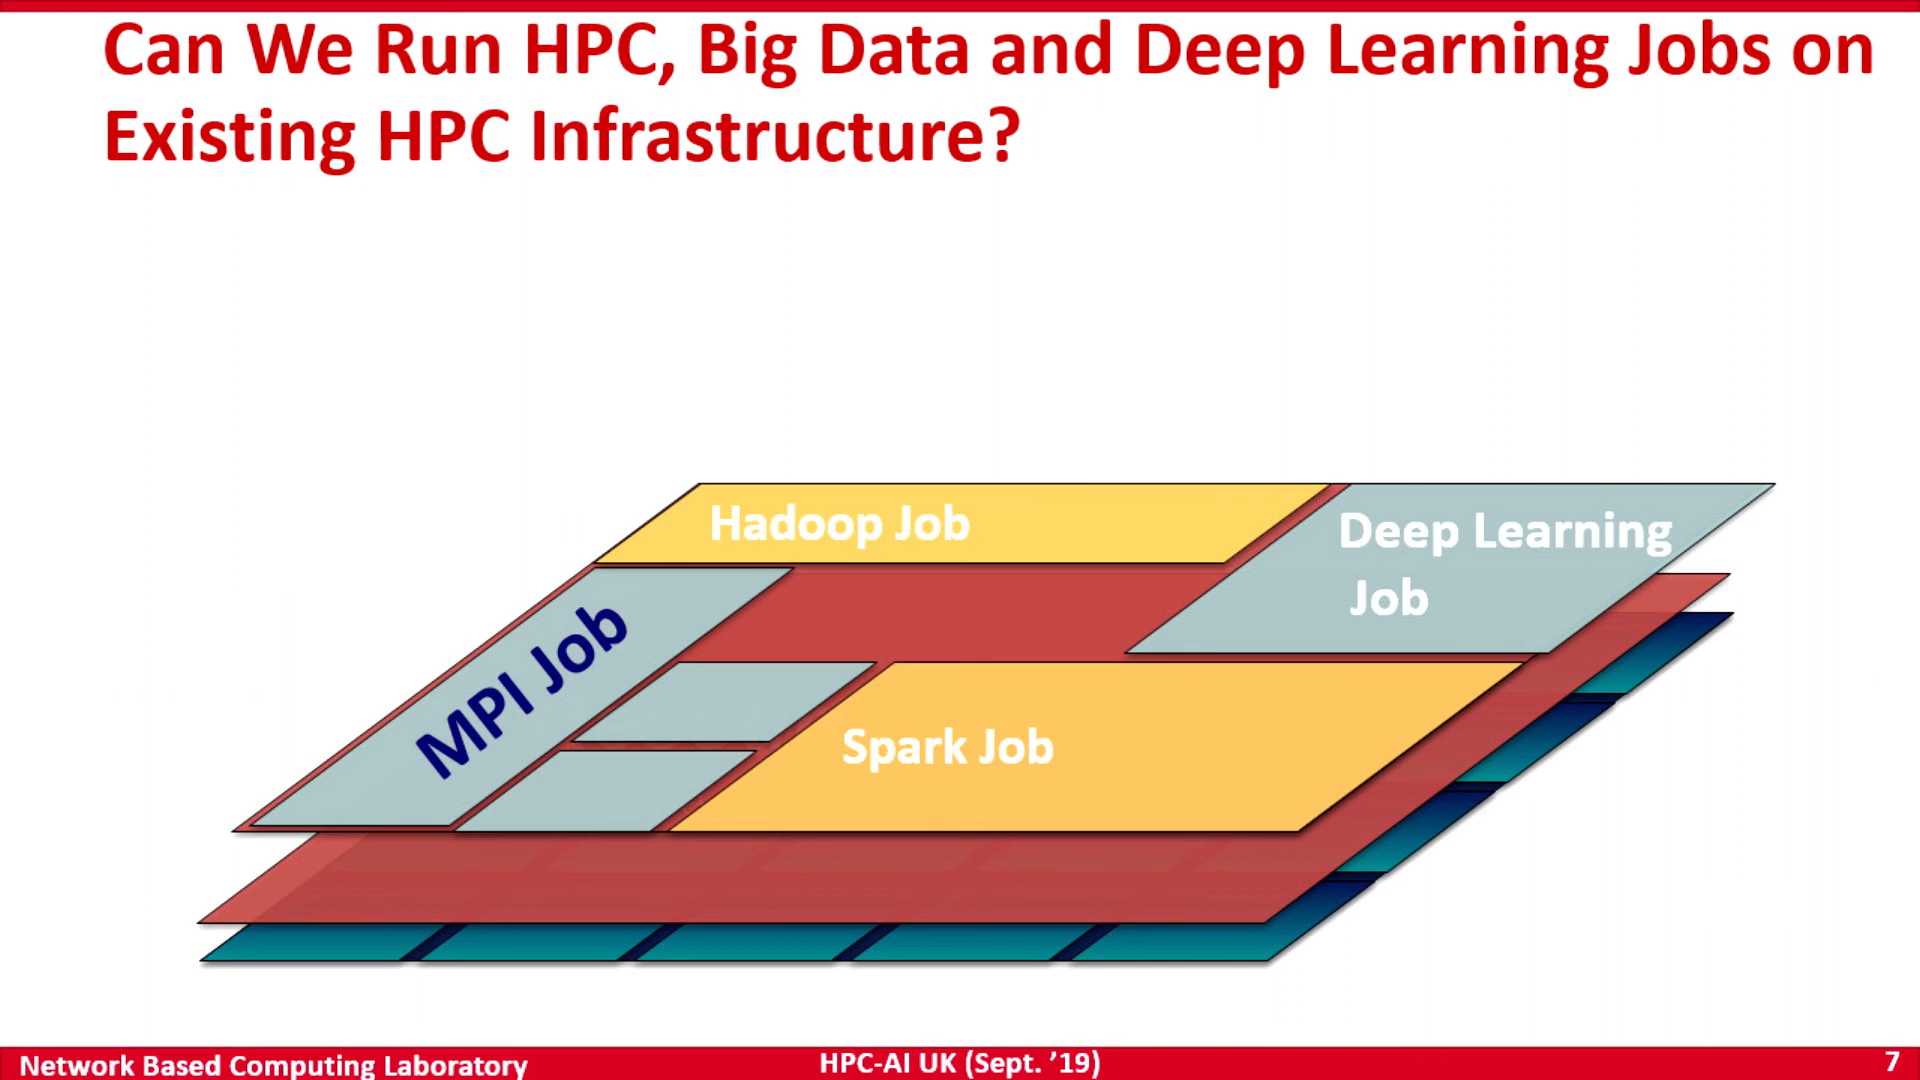 Can We Run HPC, Big Data and Deep Learning Jobs on
Existing HPC Infrastructure?
Hadoop Job
Deep Learning
Job
MPI Job
Spark Job
Network Based Computing Laboratory
HPC-AI UK (Sept. ’19)
7